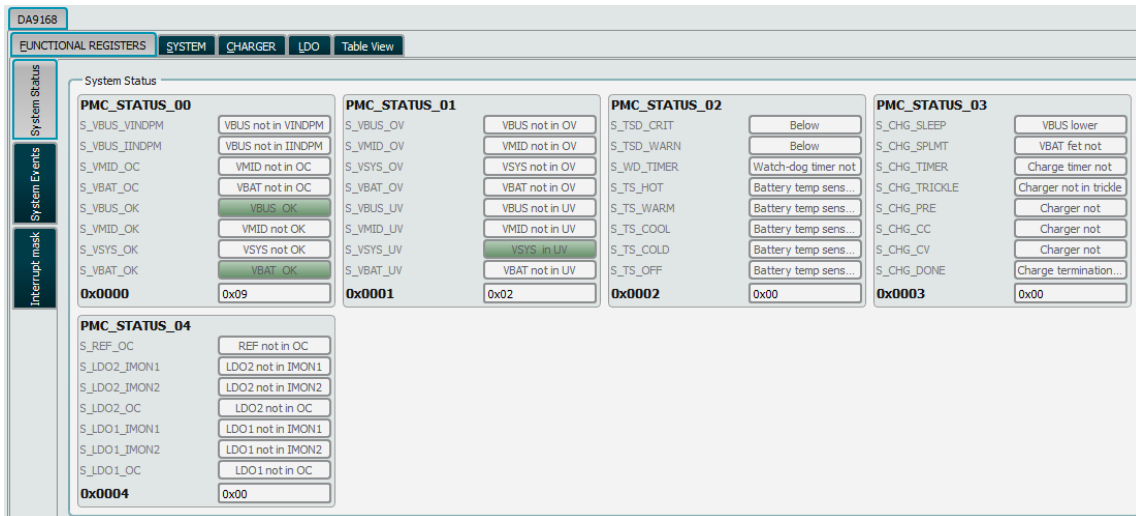 DA9168
FUNCTIONAL REGISTERS SYSTEM CHARGER LDO Table View
System Status
System Events
Interrupt mask
System Status
PMC_STATUS_00
S_VBUS_VINDPM VBUS not in VINDPM
S_VBUS_IINDPM VBUS not in IINDPM
S_VMID_OC VMID not in OC
S_VBAT_OC VBAT not in OC
S_VBUS_OK VBUS OK
S_VMID_OK VMID not OK
S_VSYS_OK VSYS not OK
S_VBAT_OK VBAT OK
0x0000 0x09
PMC_STATUS_01
S_VBUS_OV VBUS not in OV
S_VMID_OV VMID not in OV
S_VSYS_OV VSYS not in OV
S_VBAT_OV VBAT not in OV
S_VBUS_UV VBUS not in UV
S_VMID_UV VMID not in UV
S_VSYS_UV VSYS in UV
S_VBAT_UV VBAT not in UV
0x0001 0x02
PMC_STATUS_02
S_TSD_CRIT Below
S_TSD_WARN Below
S_WD_TIMER Watch-dog timer not
S_TS_HOT Battery temp sens...
S_TS_WARM Battery temp sens...
S_TS_COOL Battery temp sens...
S_TS_COLD Battery temp sens...
S_TS_OFF Battery temp sens...
0x0002 0x00
PMC_STATUS_03
S_CHG_SLEEP VBUS lower
S_CHG_SPLMT VBAT fet not
S_CHG_TIMER Charge timer not
S_CHG_TRICKLE Charger not in trickle
S_CHG_PRE Charger not
S_CHG_CC Charger not
S_CHG_CV Charger not
S_CHG_DONE Charge termination...
0x0003 0x00
PMC_STATUS_04
S_REF_OC REF not in OC
S_LDO2_IMON1 LDO2 not in IMON1
S_LDO2_IMON2 LDO2 not in IMON2
S_LDO2_OC LDO2 not in OC
S_LDO1_IMON1 LDO1 not in IMON1
S_LDO1_IMON2 LDO1 not in IMON2
S_LDO1_OC LDO1 not in OC
0x0004 0x00